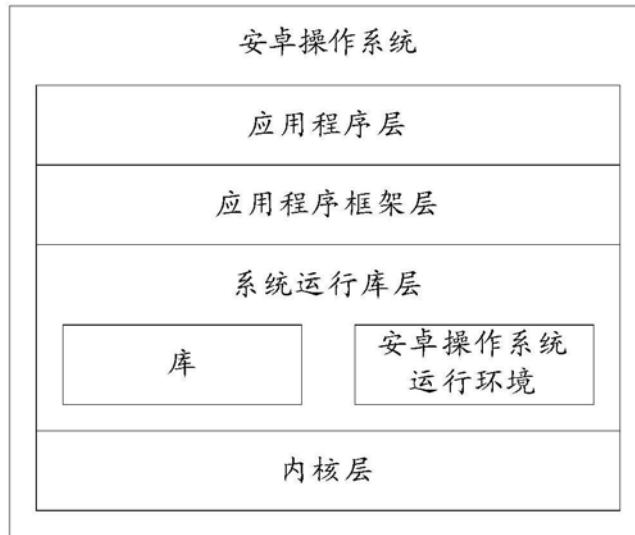 安卓操作系统
应用程序层
应用程序框架层
系统运行库层
库
安卓操作系统
运行环境
内核层